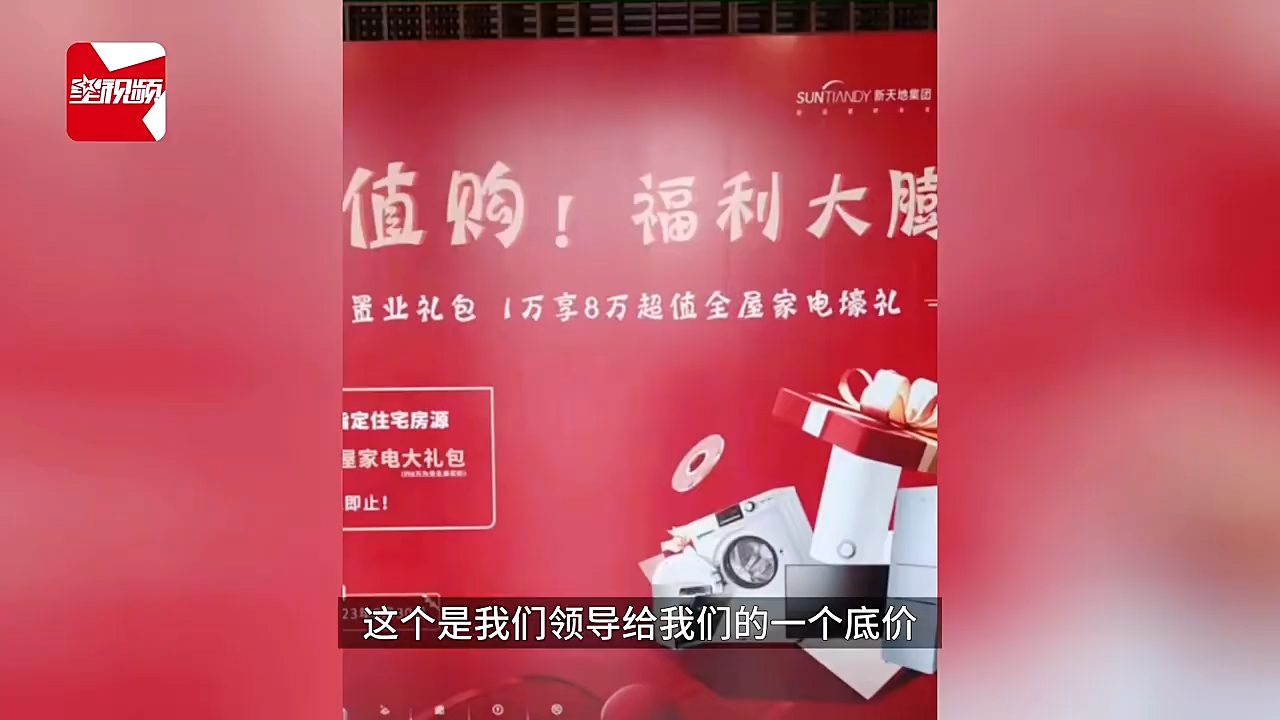 星视频
SUNTIANDY 新天地集团
值购！福利大膨
置业礼包 1万享8万超值全屋家电壕礼
指定住宅房源
屋家电大礼包
即止！
这个是我们领导给我们的一个底价